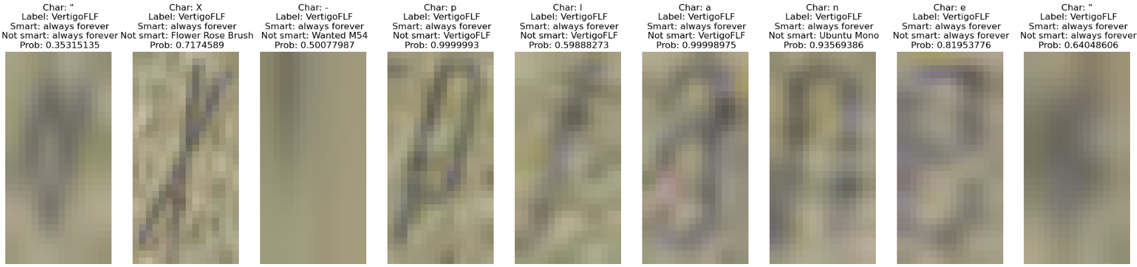 Char: " Char: X Char: - Char: p Char: l Char: a Char: n Char: e Char: "
Label: VertigoFLF Label: VertigoFLF Label: VertigoFLF Label: VertigoFLF Label: VertigoFLF Label: VertigoFLF Label: VertigoFLF Label: VertigoFLF Label: VertigoFLF
Smart: always forever Smart: always forever Smart: always forever Smart: always forever Smart: always forever Smart: always forever Smart: always forever Smart: always forever Smart: always forever
Not smart: always forever Not smart: Flower Rose Brush Not smart: Wanted M54 Not smart: VertigoFLF Not smart: VertigoFLF Not smart: VertigoFLF Not smart: Ubuntu Mono Not smart: always forever Not smart: always forever
Prob: 0.35315135 Prob: 0.7174589 Prob: 0.50077987 Prob: 0.9999993 Prob: 0.59888273 Prob: 0.99998975 Prob: 0.93569386 Prob: 0.81953776 Prob: 0.64048606